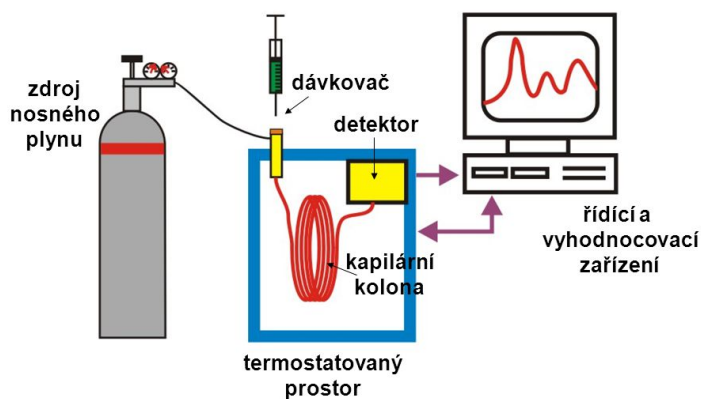 zdroj
nosného
plynu
dávkovač
detektor
kapilární
kolona
termostatovaný
prostor
řídící a
vyhodnocovací
zařízení